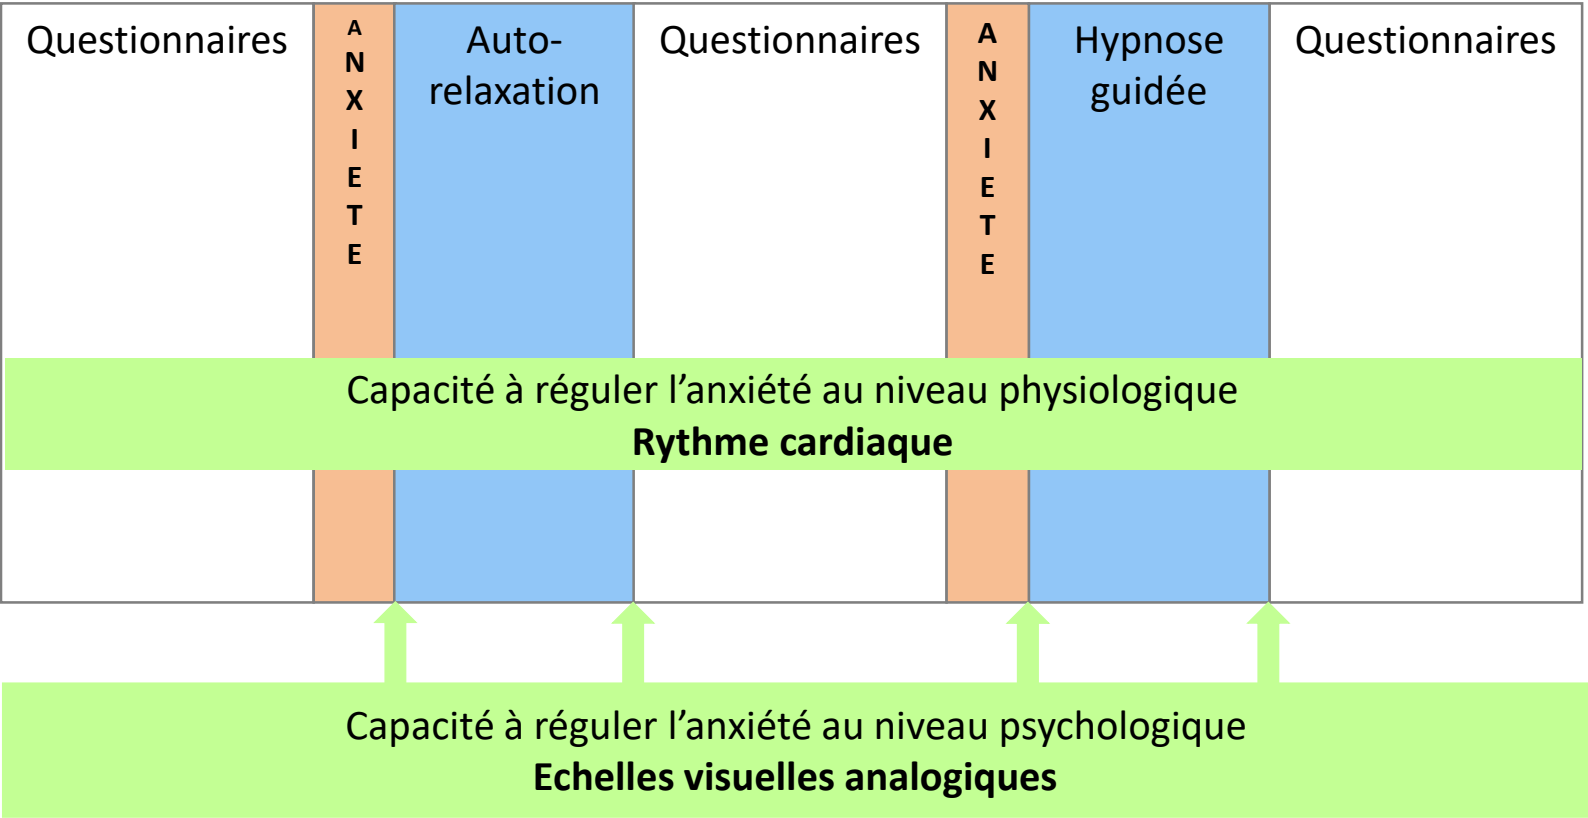 Questionnaires
A
N
X
I
E
T
E
Auto-
relaxation
Questionnaires
A
N
X
I
E
T
E
Hypnose
guidée
Questionnaires
Capacité à réguler l’anxiété au niveau physiologique
Rythme cardiaque
Capacité à réguler l’anxiété au niveau psychologique
Echelles visuelles analogiques